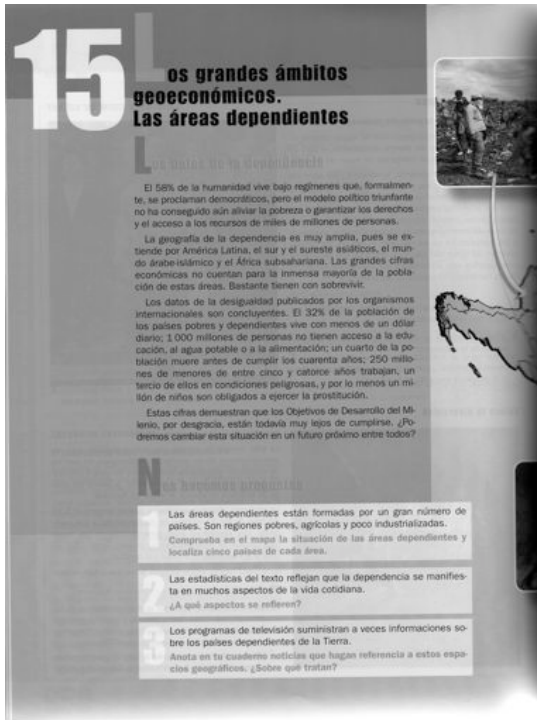 15
Los grandes ámbitos
geoeconómicos.
Las áreas dependientes
Los datos de la dependencia
El 58% de la humanidad vive bajo regímenes que, formalmen-
te, se proclaman democráticos, pero el modelo político triunfante
no ha conseguido aún aliviar la pobreza o garantizar los derechos
y el acceso a los recursos de miles de millones de personas.
La geografía de la dependencia es muy amplia, pues se ex-
tiende por América Latina, el sur y el sureste asiáticos, el mun-
do árabe-islámico y el África subsahariana. Las grandes cifras
económicas no cuentan para la inmensa mayoría de la pobla-
ción de estas áreas. Bastante tienen con sobrevivir.
Los datos de la desigualdad publicados por los organismos
internacionales son concluyentes. El 32% de la población de
los países pobres y dependientes vive con menos de un dólar
diario; 1 000 millones de personas no tienen acceso a la edu-
cación, al agua potable o a la alimentación; un cuarto de la po-
blación muere antes de cumplir los cuarenta años; 250 millo-
nes de menores de entre cinco y catorce años trabajan, un
tercio de ellos en condiciones peligrosas, y por lo menos un mi-
llón de niños son obligados a ejercer la prostitución.
Estas cifras demuestran que los Objetivos de Desarrollo del Mi-
lenio, por desgracia, están todavía muy lejos de cumplirse. ¿Po-
dremos cambiar esta situación en un futuro próximo entre todos?
Nos hacemos preguntas
1 Las áreas dependientes están formadas por un gran número de
países. Son regiones pobres, agrícolas y poco industrializadas.
Comprueba en el mapa la situación de las áreas dependientes y
localiza cinco países de cada área.
2 Las estadísticas del texto reflejan que la dependencia se manifies-
ta en muchos aspectos de la vida cotidiana.
¿A qué aspectos se refieren?
3 Los programas de televisión suministran a veces informaciones so-
bre los países dependientes de la Tierra.
Anota en tu cuaderno noticias que hagan referencia a estos espa-
cios geográficos. ¿Sobre qué tratan?